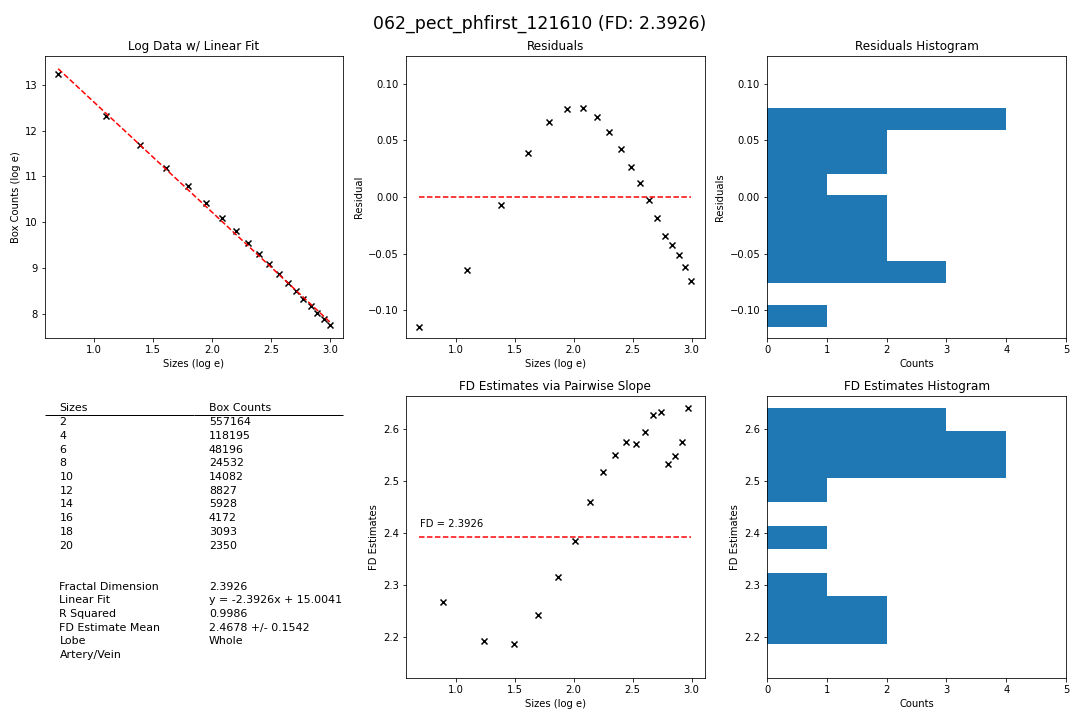 062_pect_phfirst_121610 (FD: 2.3926)
Log Data w/ Linear Fit
Box Counts (log e)
13
12
11
10
9
8
1.0 1.5 2.0 2.5 3.0
Sizes (log e)
Residuals
Residual
0.10
0.05
0.00
−0.05
−0.10
1.0 1.5 2.0 2.5 3.0
Sizes (log e)
Residuals Histogram
Residuals
0.10
0.05
0.00
−0.05
−0.10
0 1 2 3 4 5
Counts
Sizes Box Counts
2 557164
4 118195
6 48196
8 24532
10 14082
12 8827
14 5928
16 4172
18 3093
20 2350
Fractal Dimension 2.3926
Linear Fit y = -2.3926x + 15.0041
R Squared 0.9986
FD Estimate Mean 2.4678 +/- 0.1542
Lobe Whole
Artery/Vein
FD Estimates via Pairwise Slope
FD Estimates
2.6
2.5
2.4
2.3
2.2
FD = 2.3926
1.0 1.5 2.0 2.5 3.0
Sizes (log e)
FD Estimates Histogram
FD Estimates
2.6
2.5
2.4
2.3
2.2
0 1 2 3 4 5
Counts